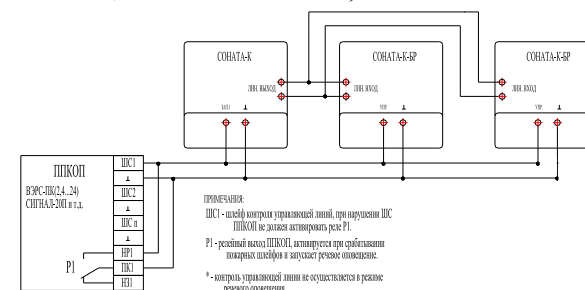 СОНАТА-К
СОНАТА-К-БР
СОНАТА-К-БР
ЛИН. ВЫХОД
ЛИН. ВХОД
ЛИН. ВХОД
ЗАП1
УПР
УПР
ППКОП
ВЭРС-ПК(2,4...24)
СИГНАЛ-20П и т.д.
ШС1
ШС2
ШС n
НР1
ПК1
НЗ1
Р1
ПРИМЕЧАНИЯ:
ШС1 - шлейф контроля управляющей линий, при нарушении ШС
ППКОП не должен активировать реле Р1.
Р1 - релейный выход ППКОП, активируется при срабатывании
пожарных шлейфов и запускает речевое оповещение.
* - контроль управляющей линии не осуществляется в режиме
речевого оповещения.